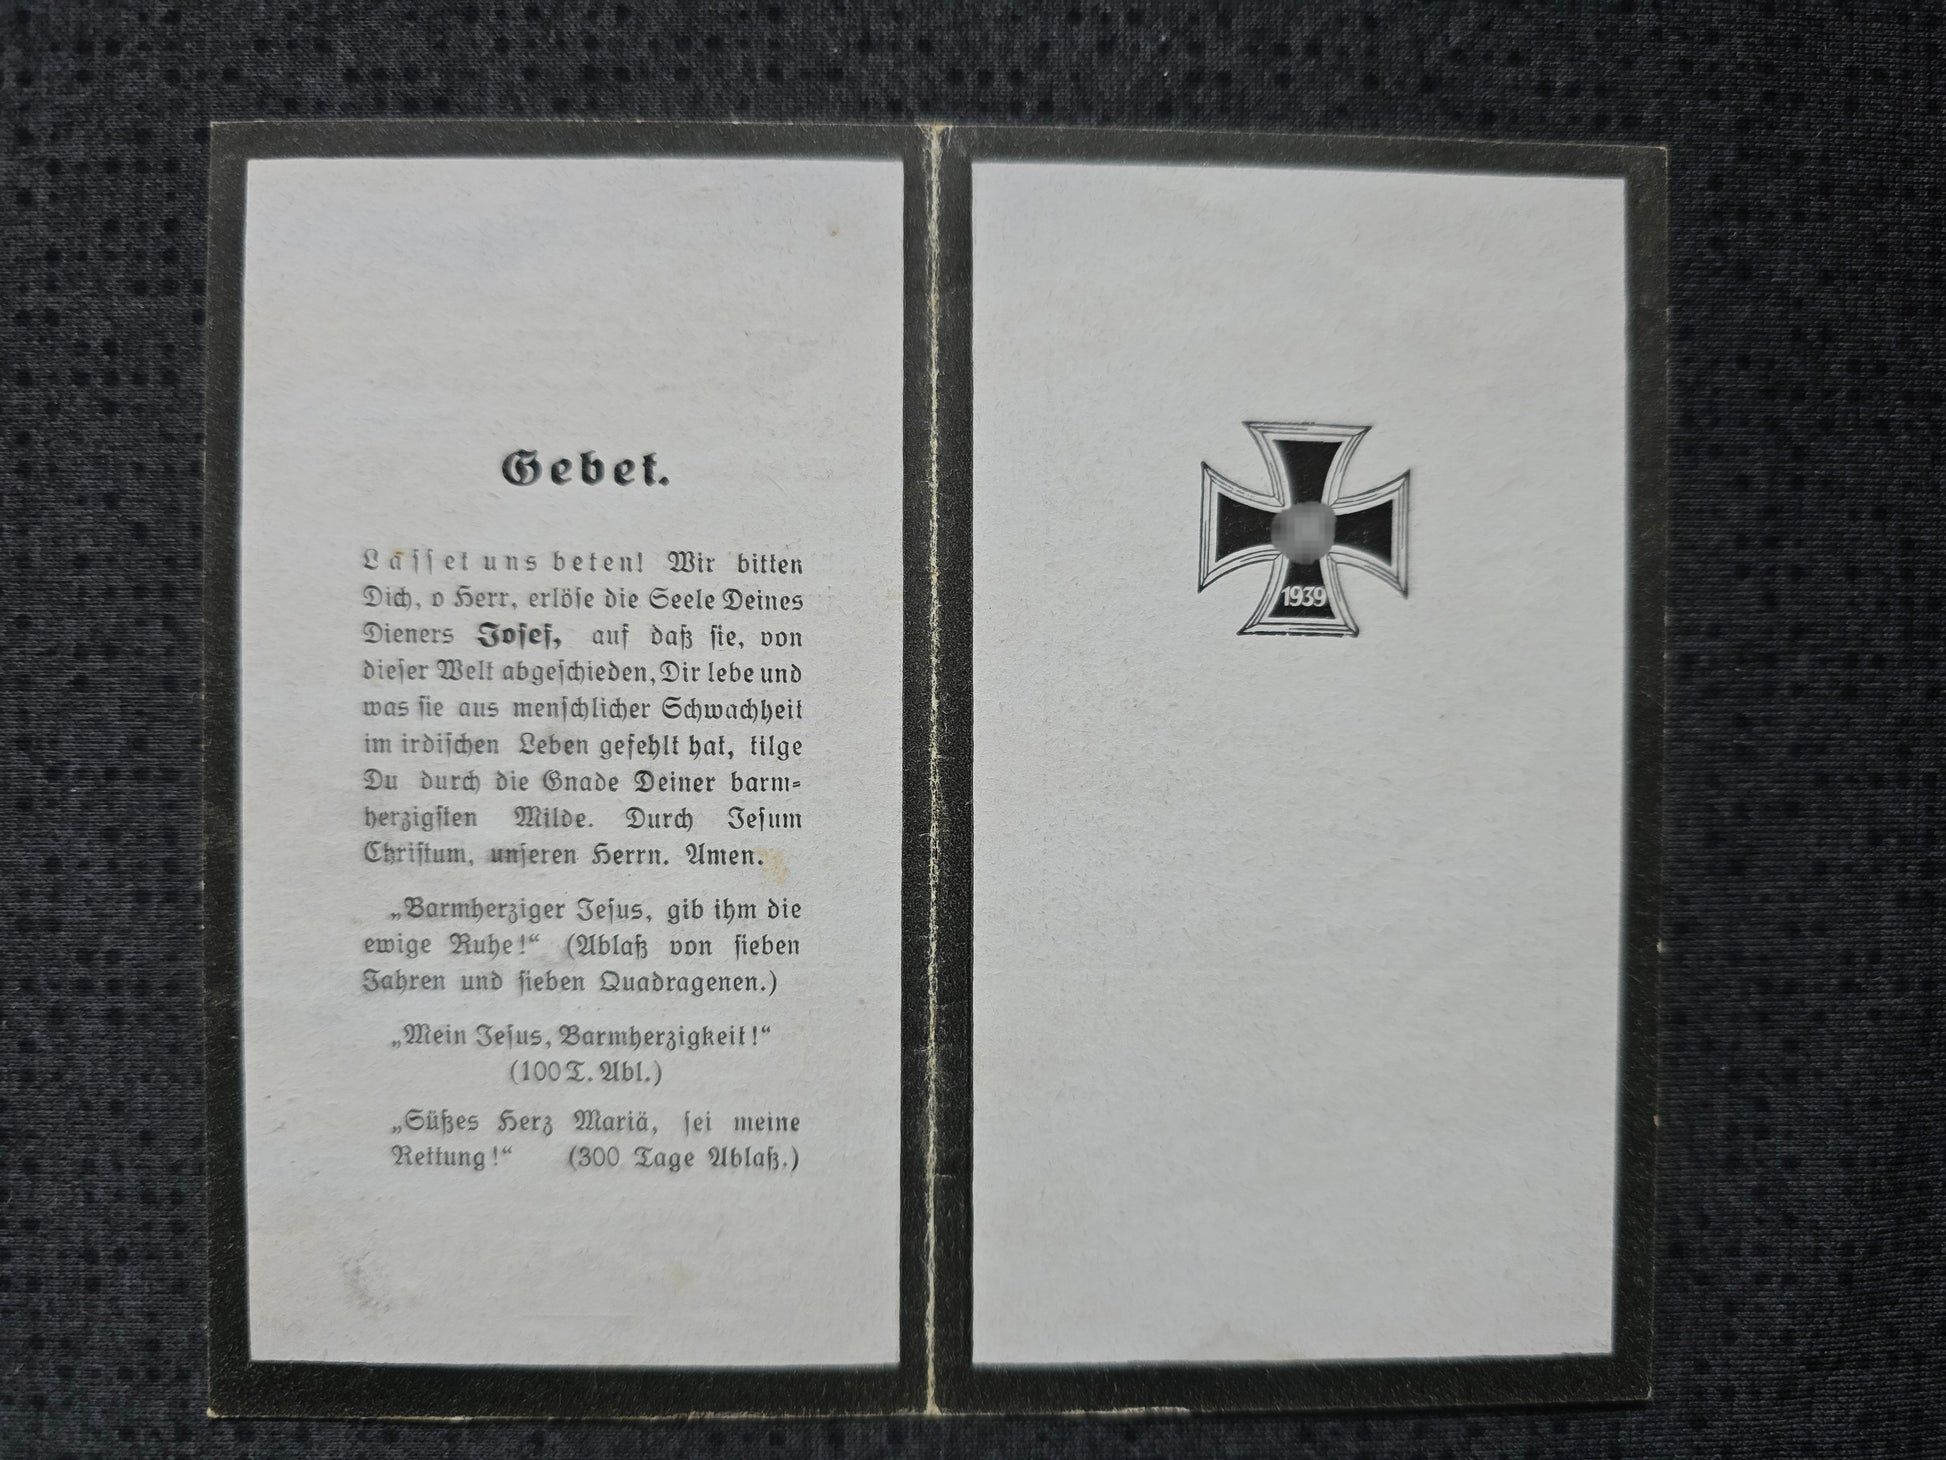 Gebet.
Lasset uns beten! Wir bitten
Dich, o Herr, erlöse die Seele Deines
Dieners Josef, auf daß sie, von
dieser Welt abgeschieden, Dir lebe und
was sie aus menschlicher Schwachheit
im irdischen Leben gefehlt hat, tilge
Du durch die Gnade Deiner barm-
herzigsten Milde. Durch Jesum
Christum, unseren Herrn. Amen.
„Barmherziger Jesus, gib ihm die
ewige Ruhe!“ (Ablaß von sieben
Jahren und sieben Quadragenen.)
„Mein Jesus, Barmherzigkeit!“
(100 T. Abl.)
„Süßes Herz Mariä, sei meine
Rettung!“ (300 Tage Ablaß.)
1939